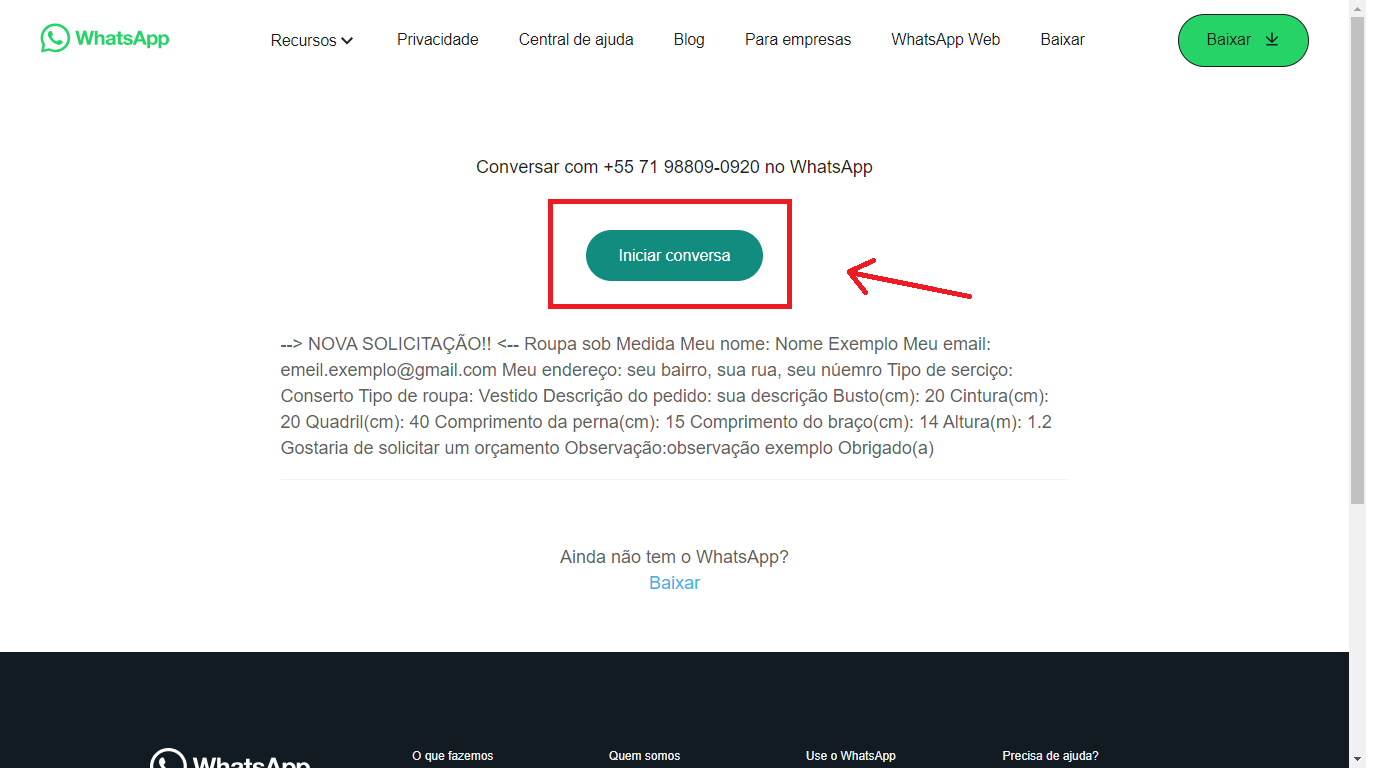 WhatsApp
Recursos
Privacidade
Central de ajuda
Blog
Para empresas
WhatsApp Web
Baixar
Baixar
Conversar com +55 71 98809-0920 no WhatsApp
Iniciar conversa
--> NOVA SOLICITAÇÃO!! <-- Roupa sob Medida Meu nome: Nome Exemplo Meu email:
emeil.exemplo@gmail.com Meu endereço: seu bairro, sua rua, seu núemro Tipo de serciço:
Conserto Tipo de roupa: Vestido Descrição do pedido: sua descrição Busto(cm): 20 Cintura(cm):
20 Quadril(cm): 40 Comprimento da perna(cm): 15 Comprimento do braço(cm): 14 Altura(m): 1.2
Gostaria de solicitar um orçamento Observação:observação exemplo Obrigado(a)
Ainda não tem o WhatsApp?
Baixar
WhatsApp
O que fazemos
Quem somos
Use o WhatsApp
Precisa de ajuda?